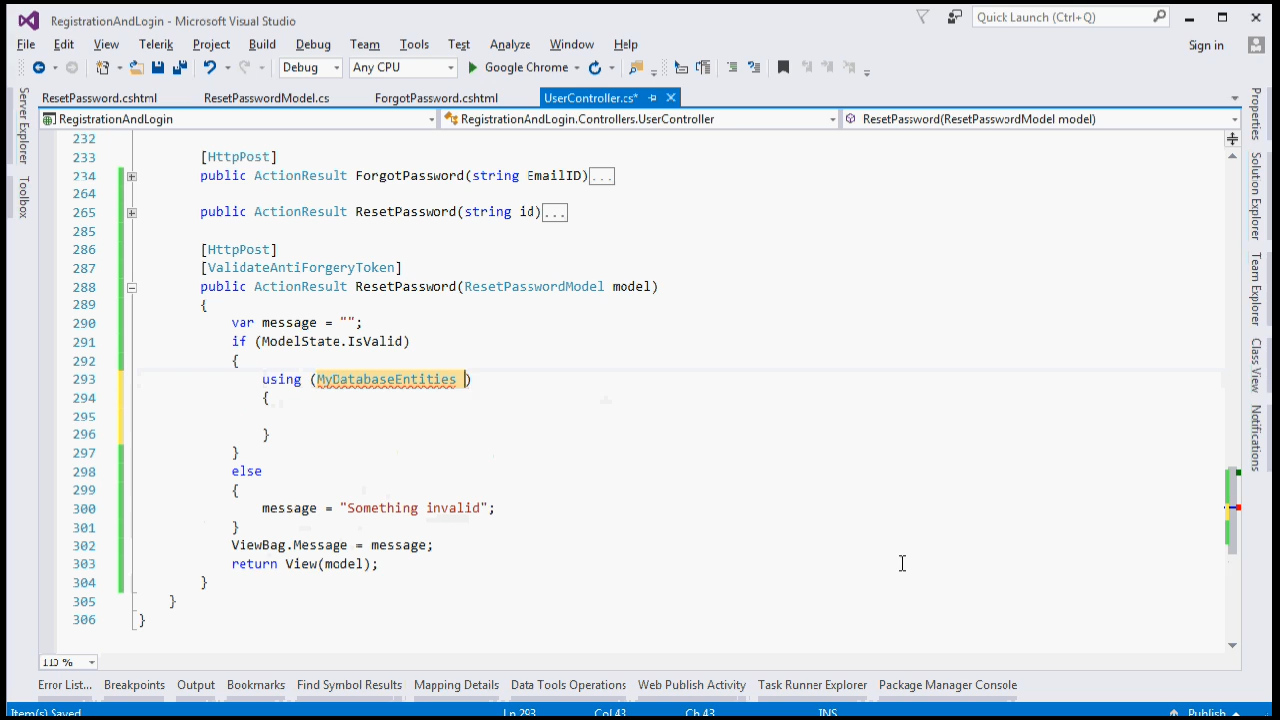 RegistrationAndLogin - Microsoft Visual Studio
Quick Launch (Ctrl+Q)
File Edit View Telerik Project Build Debug Team Tools Test Analyze Window Help
Sign in
Debug Any CPU Google Chrome
ResetPassword.cshtml ResetPasswordModel.cs ForgotPassword.cshtml UserController.cs*
RegistrationAndLogin RegistrationAndLogin.Controllers.UserController ResetPassword(ResetPasswordModel model)
Server Explorer
Toolbox
232
233 [HttpPost]
234 public ActionResult ForgotPassword(string EmailID)...
264
265 public ActionResult ResetPassword(string id)...
285
286 [HttpPost]
287 [ValidateAntiForgeryToken]
288 public ActionResult ResetPassword(ResetPasswordModel model)
289 {
290 var message = "";
291 if (ModelState.IsValid)
292 {
293 using (MyDatabaseEntities )
294 {
295
296 }
297 }
298 else
299 {
300 message = "Something invalid";
301 }
302 ViewBag.Message = message;
303 return View(model);
304 }
305 }
306 }
Properties
Solution Explorer
Team Explorer
Class View
Notifications
110 %
Error List... Breakpoints Output Bookmarks Find Symbol Results Mapping Details Data Tools Operations Web Publish Activity Task Runner Explorer Package Manager Console
Item(s) Saved Ln 293 Col 43 Ch 43 INS Publish